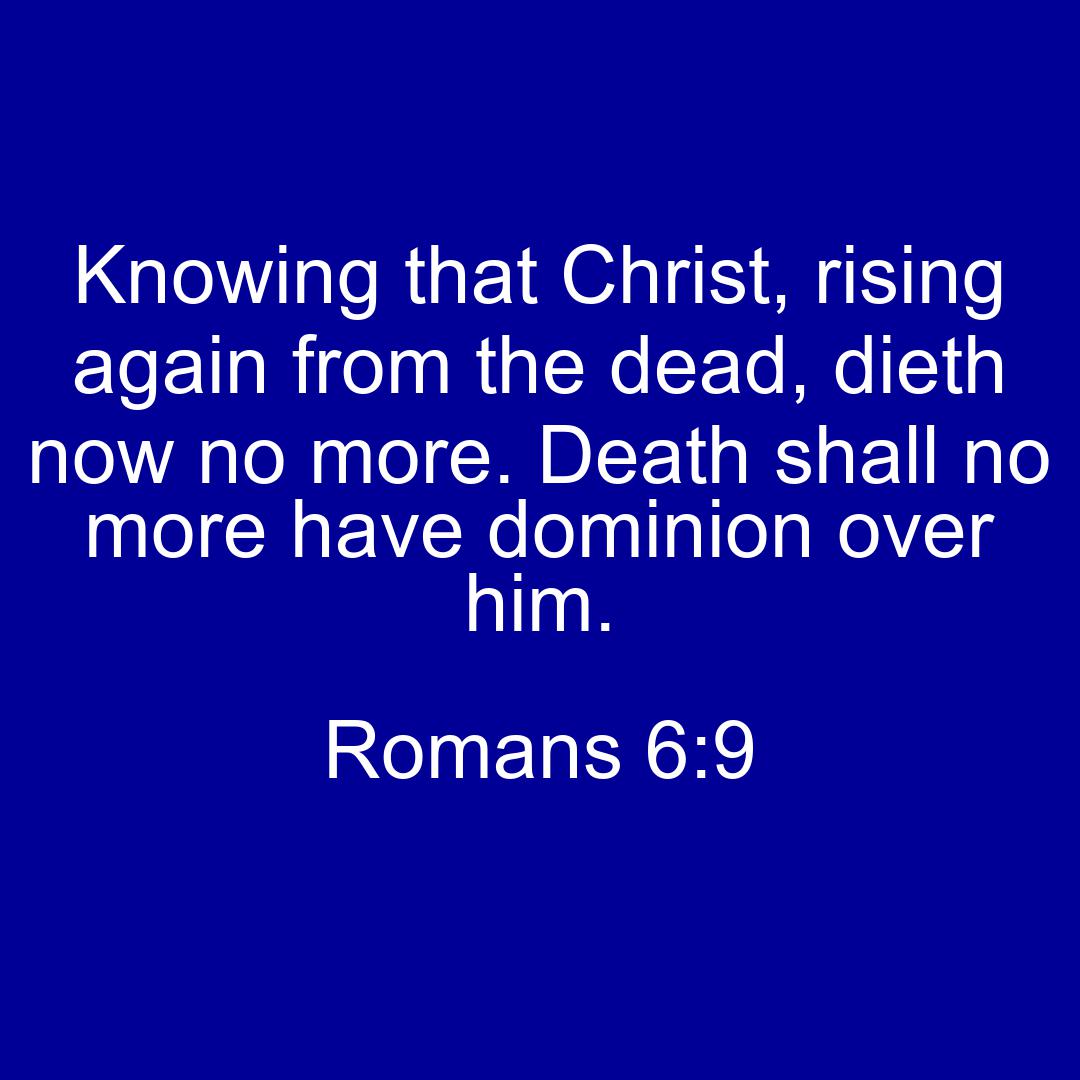 Knowing that Christ, rising
again from the dead, dieth
now no more. Death shall no
more have dominion over
him.
Romans 6:9